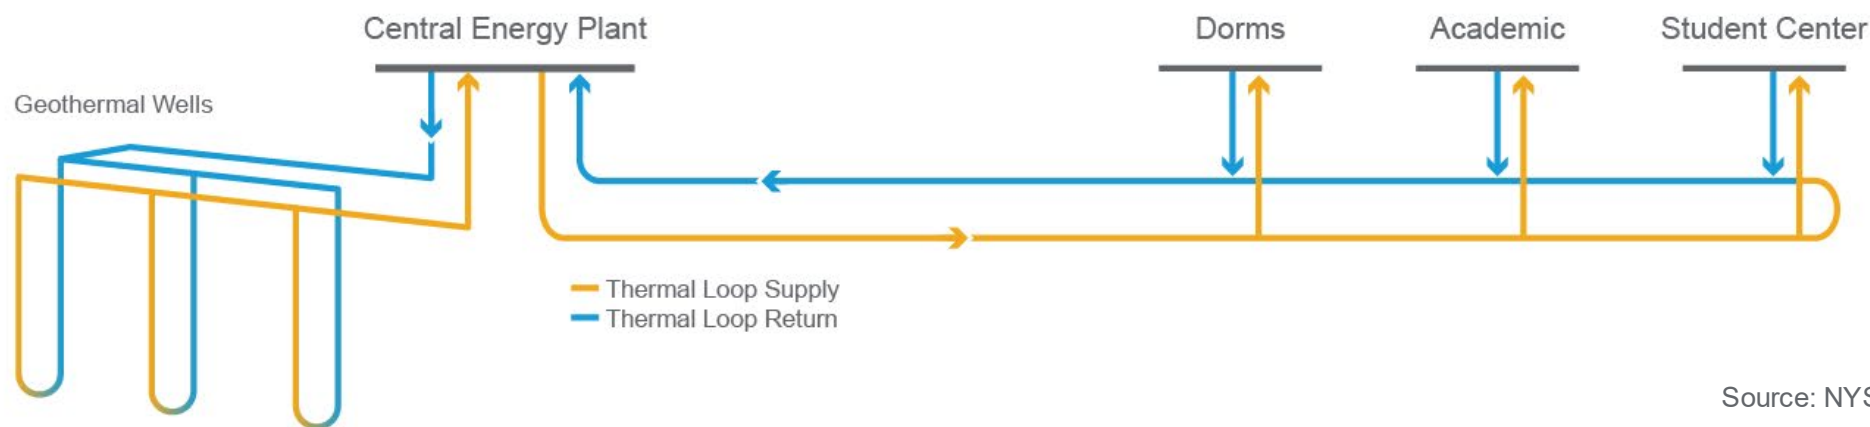 Central Energy Plant
Dorms
Academic
Student Center
Geothermal Wells
Thermal Loop Supply
Thermal Loop Return
Source: